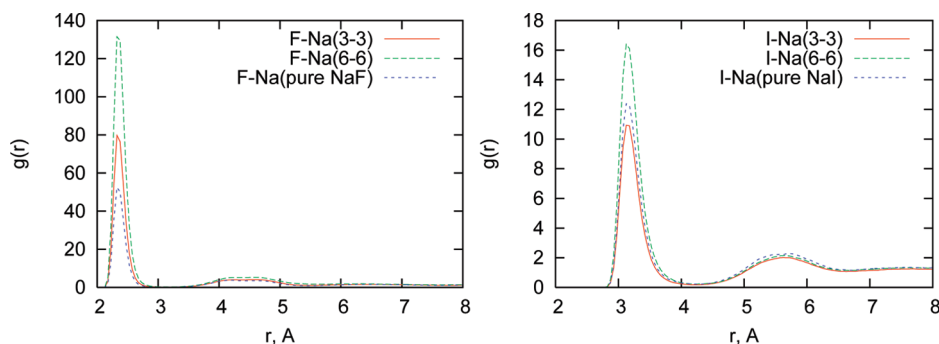 140
120
100
80
60
40
20
0
g(r)
F-Na(3-3)
F-Na(6-6)
F-Na(pure NaF)
2 3 4 5 6 7 8
r, A
18
16
14
12
10
8
6
4
2
0
g(r)
I-Na(3-3)
I-Na(6-6)
I-Na(pure NaI)
2 3 4 5 6 7 8
r, A